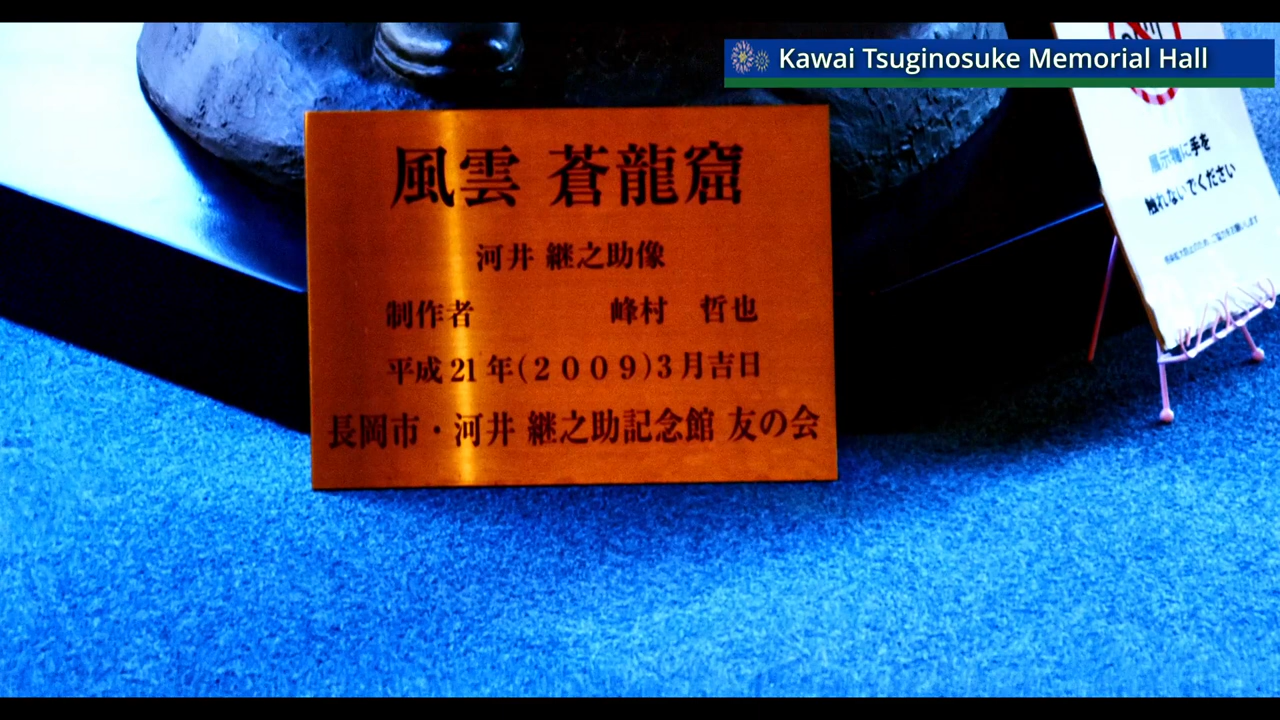 Kawai Tsuginosuke Memorial Hall
風雲 蒼龍窟
河井 継之助像
制作者 峰村 哲也
平成21年(2009)3月吉日
長岡市・河井 継之助記念館 友の会
展示物に手を
触れないでください